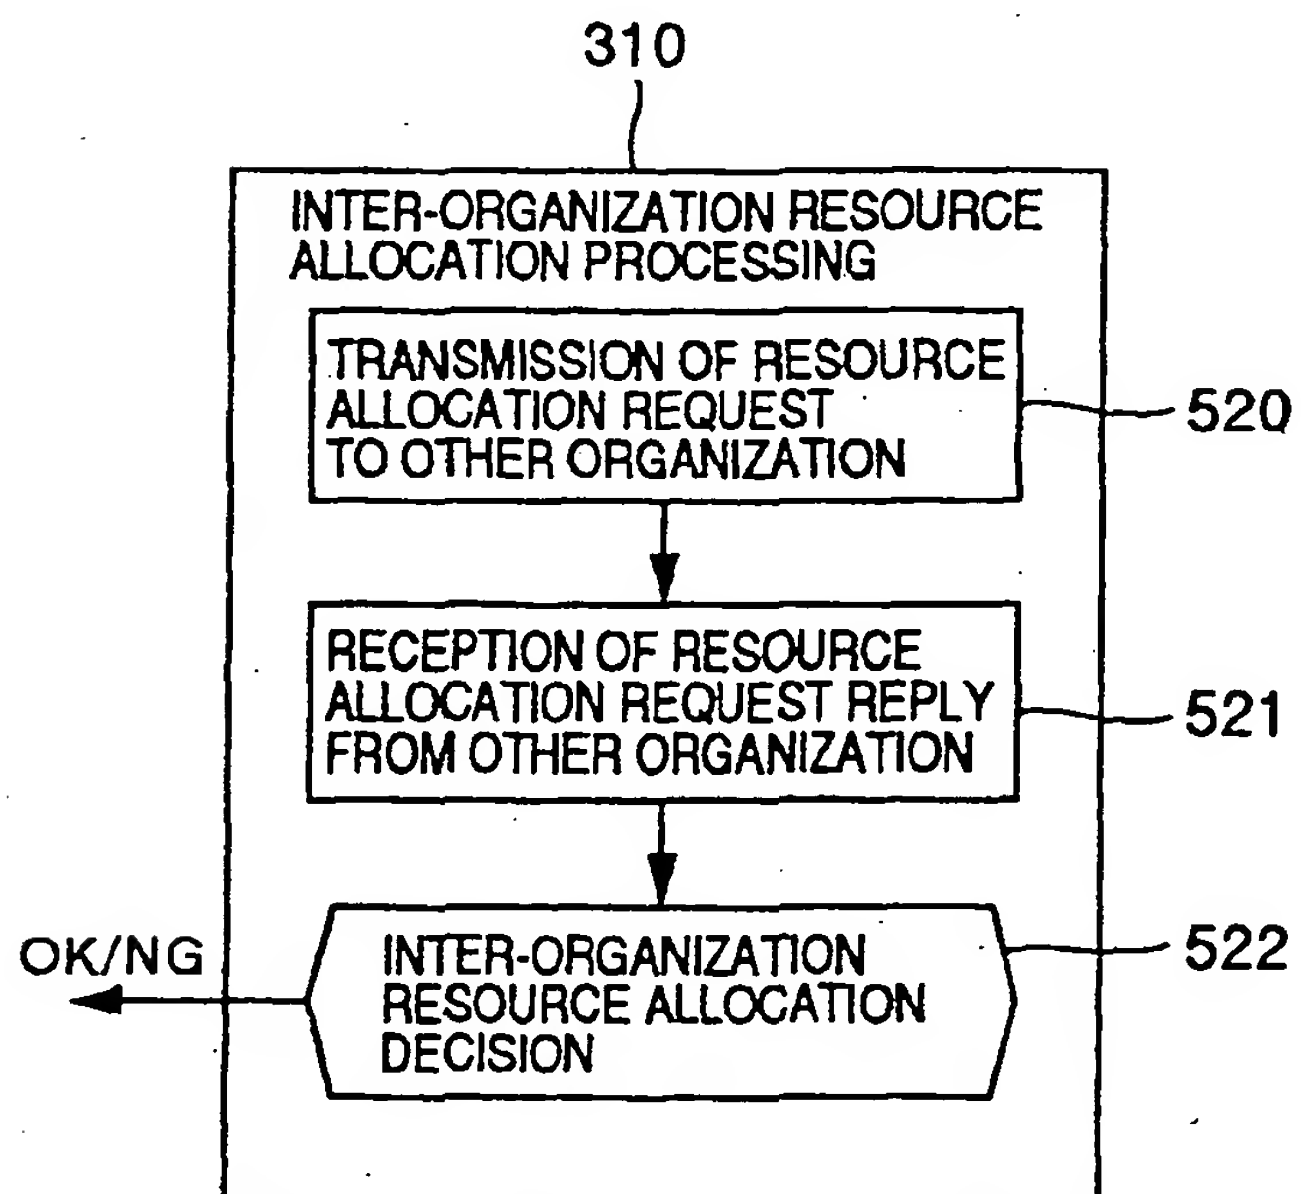 310
INTER-ORGANIZATION RESOURCE
ALLOCATION PROCESSING
TRANSMISSION OF RESOURCE
ALLOCATION REQUEST
TO OTHER ORGANIZATION
520
RECEPTION OF RESOURCE
ALLOCATION REQUEST REPLY
FROM OTHER ORGANIZATION
521
OK/NG
INTER-ORGANIZATION
RESOURCE ALLOCATION
DECISION
522